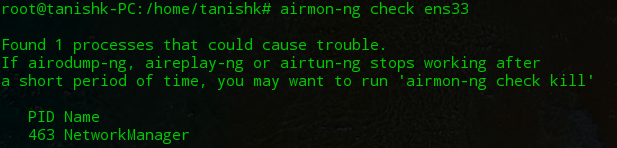 root@tanishk-PC:/home/tanishk# airmon-ng check ens33
Found 1 processes that could cause trouble.
If airodump-ng, aireplay-ng or airtun-ng stops working after
a short period of time, you may want to run 'airmon-ng check kill'
PID Name
463 NetworkManager